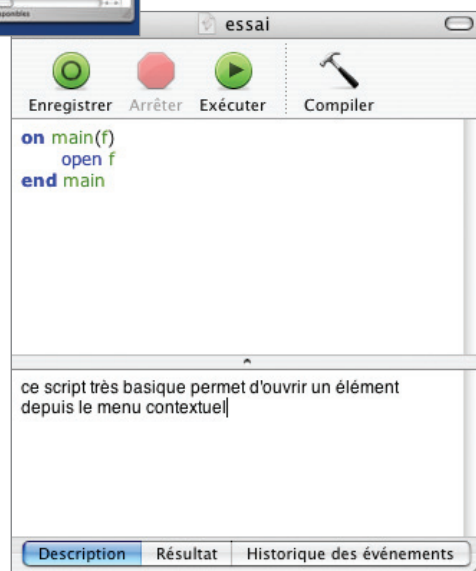 essai
Enregistrer Arrêter Exécuter Compiler
on main(f)
open f
end main
ce script très basique permet d'ouvrir un élément
depuis le menu contextuel
Description Résultat Historique des événements